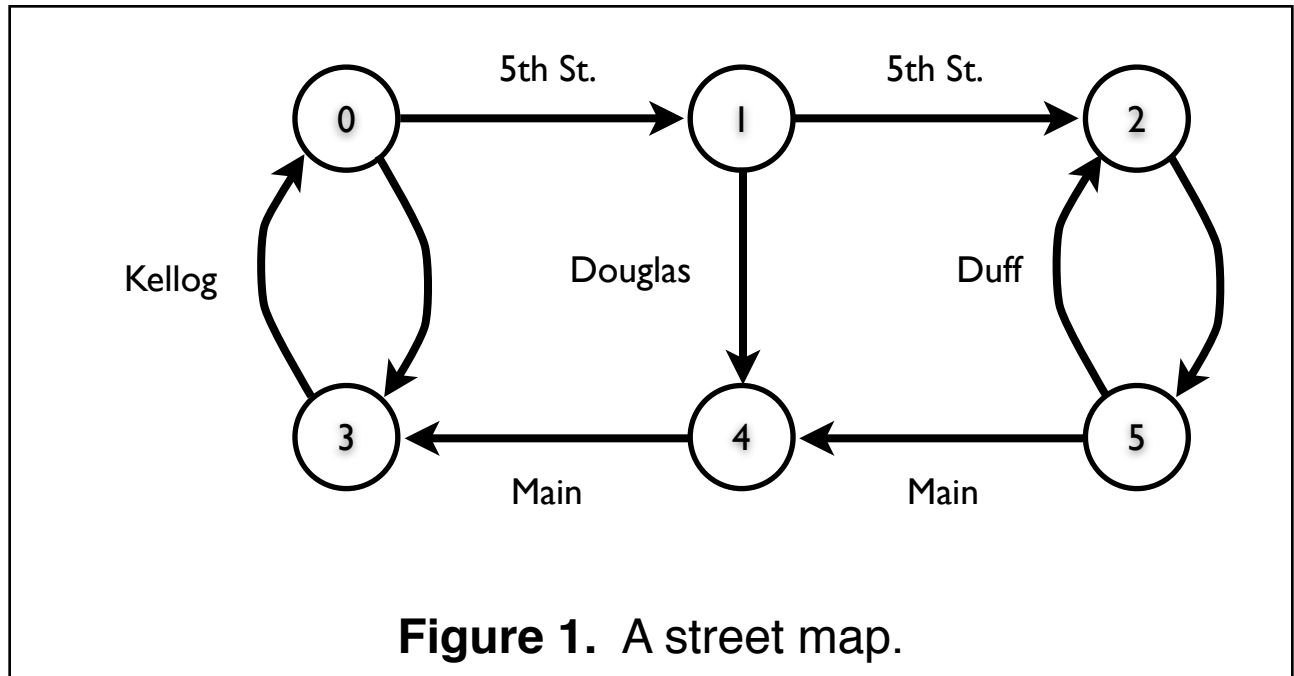 5th St. 5th St.
0 1 2
Kellog Douglas Duff
3 4 5
Main Main
Figure 1. A street map.